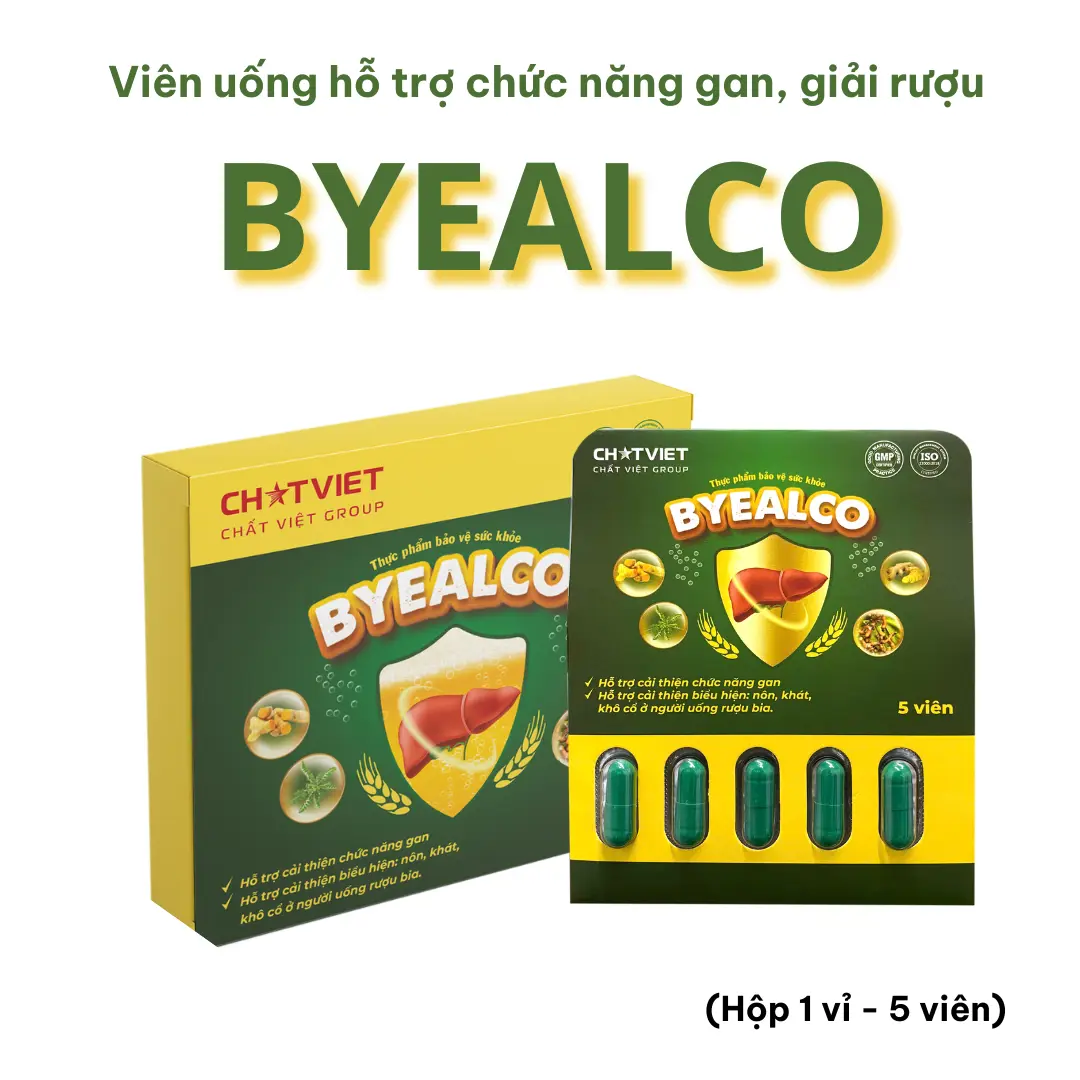 Viên uống hỗ trợ chức năng gan, giải rượu
BYEALCO
CH★TVIET
CHẤT VIỆT GROUP
Thực phẩm bảo vệ sức khỏe
BYEALCO
✓ Hỗ trợ cải thiện chức năng gan
✓ Hỗ trợ cải thiện biểu hiện: nôn, khát,
khô cổ ở người uống rượu bia.
CH★TVIET
CHẤT VIỆT GROUP
GOOD MANUFACTURING
GMP
CERTIFIED
PRACTICE
ISO
Thực phẩm bảo vệ sức khỏe
BYEALCO
✓ Hỗ trợ cải thiện chức năng gan
✓ Hỗ trợ cải thiện biểu hiện: nôn, khát,
khô cổ ở người uống rượu bia.
5 viên
(Hộp 1 vỉ - 5 viên)